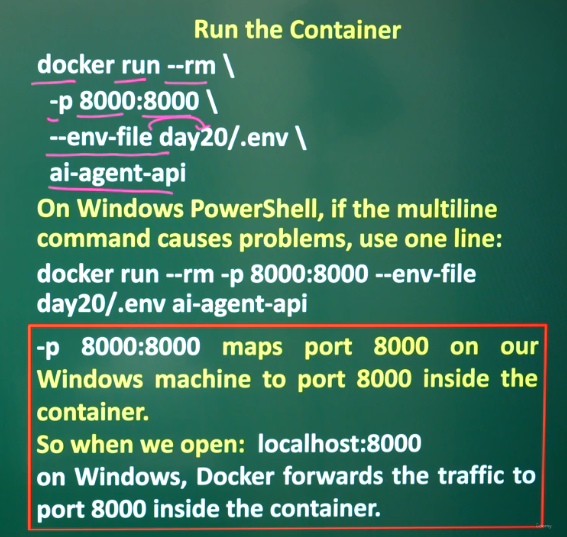 Run the Container
docker run --rm \
-p 8000:8000 \
--env-file day20/.env \
ai-agent-api
On Windows PowerShell, if the multiline
command causes problems, use one line:
docker run --rm -p 8000:8000 --env-file
day20/.env ai-agent-api
-p 8000:8000 maps port 8000 on our
Windows machine to port 8000 inside the
container.
So when we open: localhost:8000
on Windows, Docker forwards the traffic to
port 8000 inside the container.